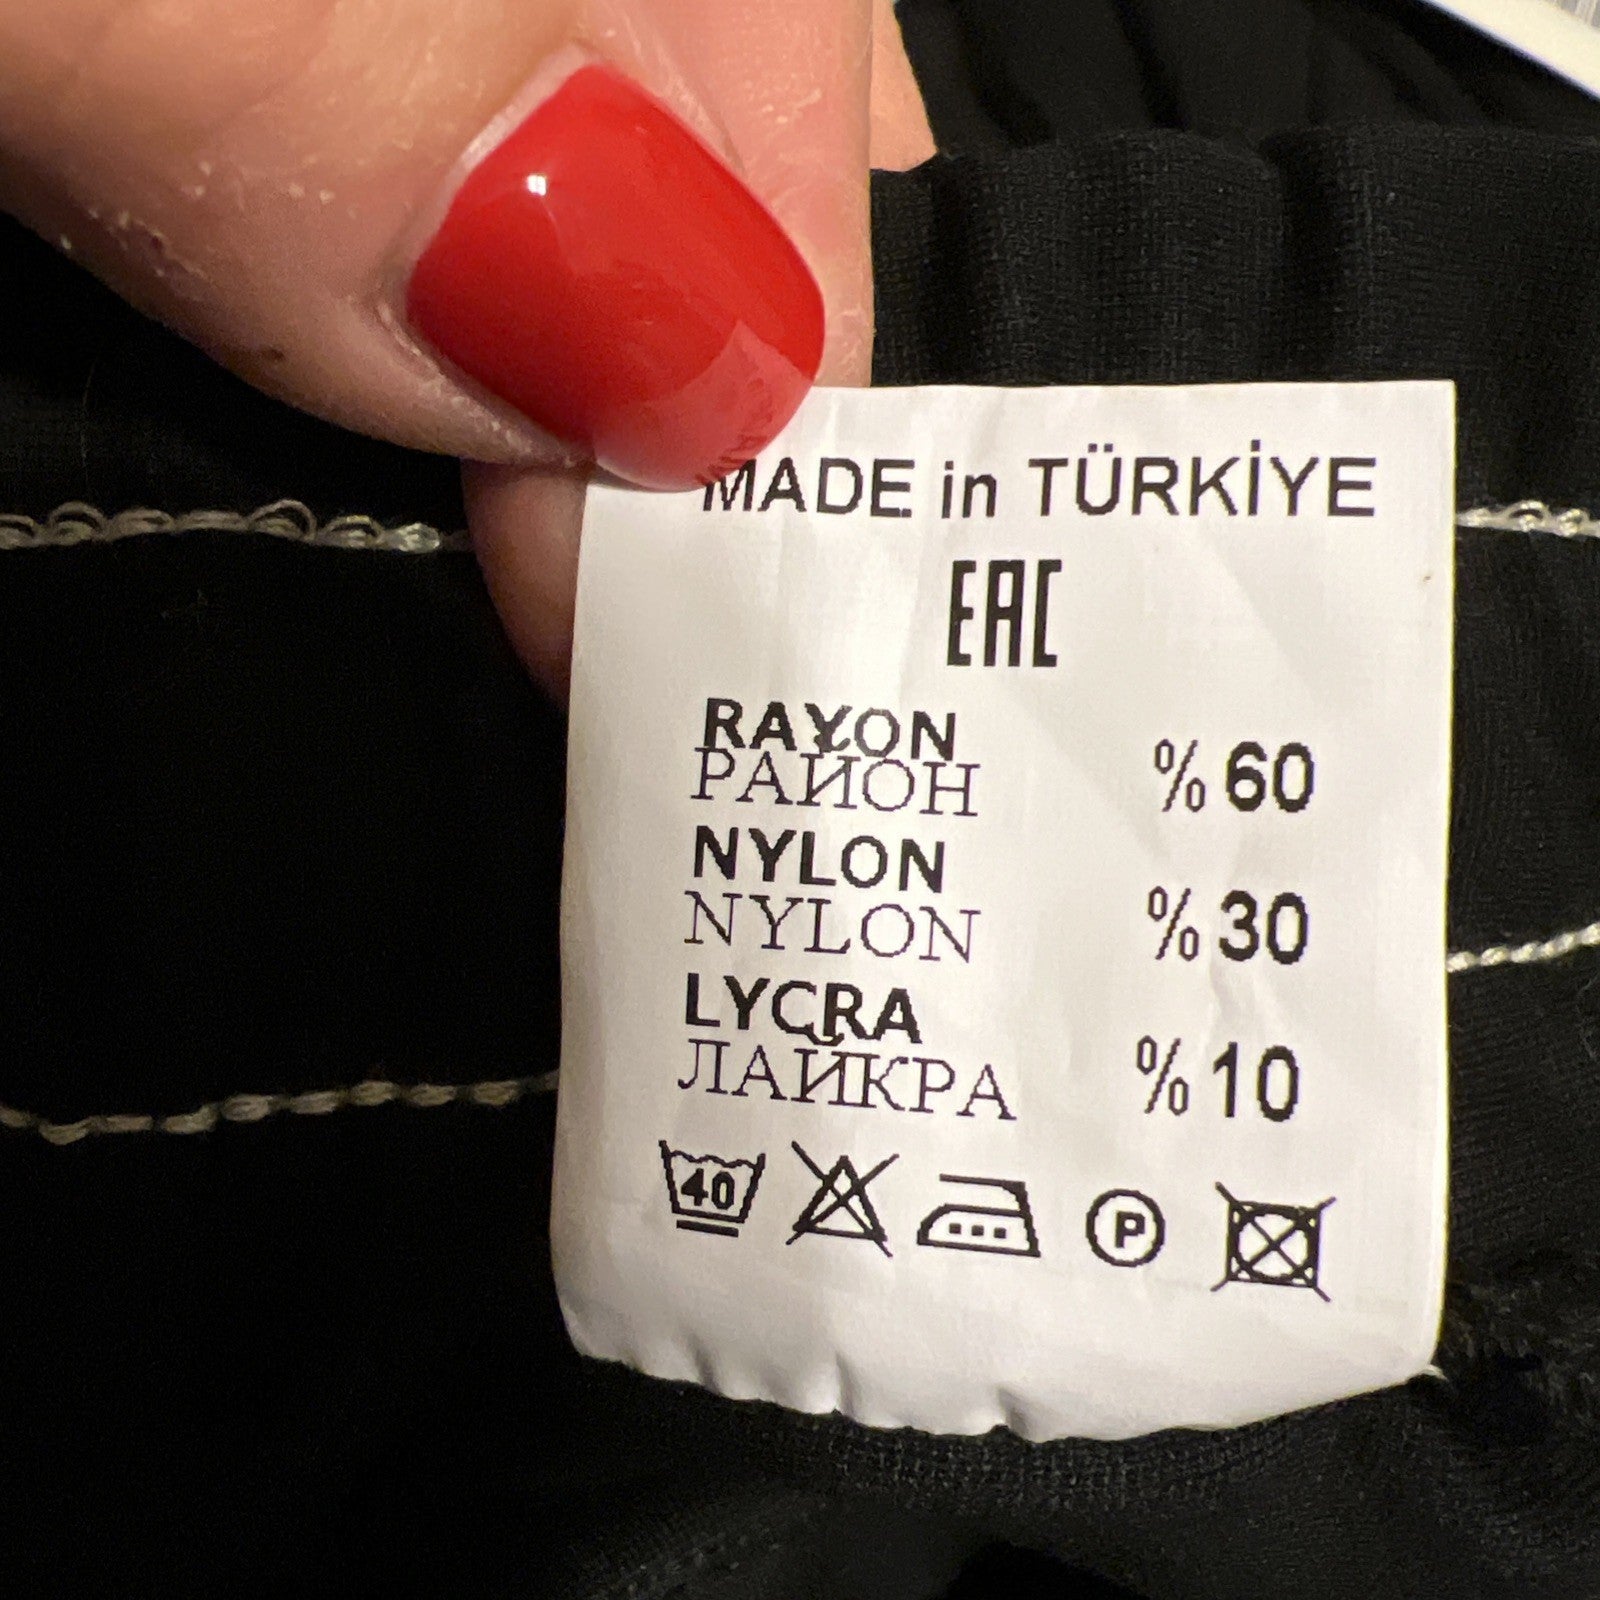 MADE in TÜRKİYE
EAC
RAYON
РАЙОН %60
NYLON
NYLON %30
LYCRA
ЛАЙКРА %10
40 P